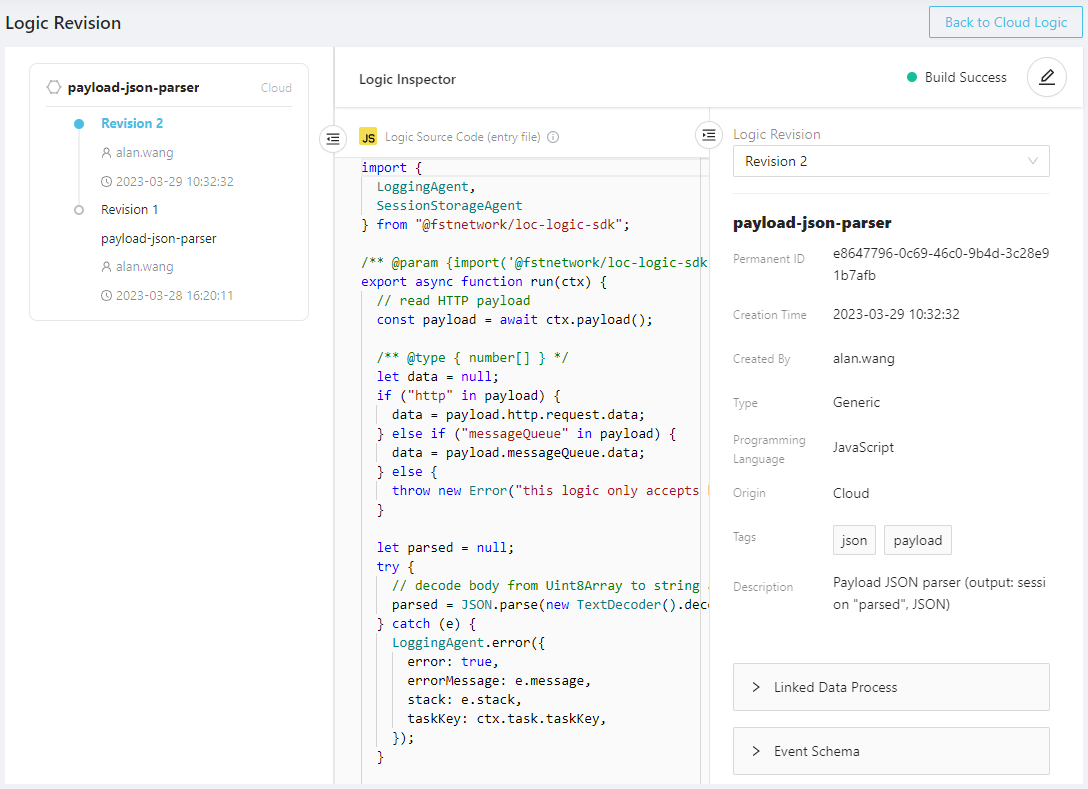 Logic Revision
Back to Cloud Logic
payload-json-parser
Cloud
Revision 2
alan.wang
2023-03-29 10:32:32
Revision 1
payload-json-parser
alan.wang
2023-03-28 16:20:11
Logic Inspector
Build Success
JS Logic Source Code (entry file)
import {
  LoggingAgent,
  SessionStorageAgent
} from "@fstnetwork/loc-logic-sdk";

/** @param {import('@fstnetwork/loc-logic-sdk
export async function run(ctx) {
  // read HTTP payload
  const payload = await ctx.payload();

  /** @type { number[] } */
  let data = null;
  if ("http" in payload) {
    data = payload.http.request.data;
  } else if ("messageQueue" in payload) {
    data = payload.messageQueue.data;
  } else {
    throw new Error("this logic only accepts
  }

  let parsed = null;
  try {
    // decode body from Uint8Array to string
    parsed = JSON.parse(new TextDecoder().dec
  } catch (e) {
    LoggingAgent.error({
      error: true,
      errorMessage: e.message,
      stack: e.stack,
      taskKey: ctx.task.taskKey,
    });
  }
Logic Revision
Revision 2
payload-json-parser
Permanent ID
e8647796-0c69-46c0-9b4d-3c28e9
1b7afb
Creation Time
2023-03-29 10:32:32
Created By
alan.wang
Type
Generic
Programming
Language
JavaScript
Origin
Cloud
Tags
json
payload
Description
Payload JSON parser (output: sessi
on "parsed", JSON)
Linked Data Process
Event Schema